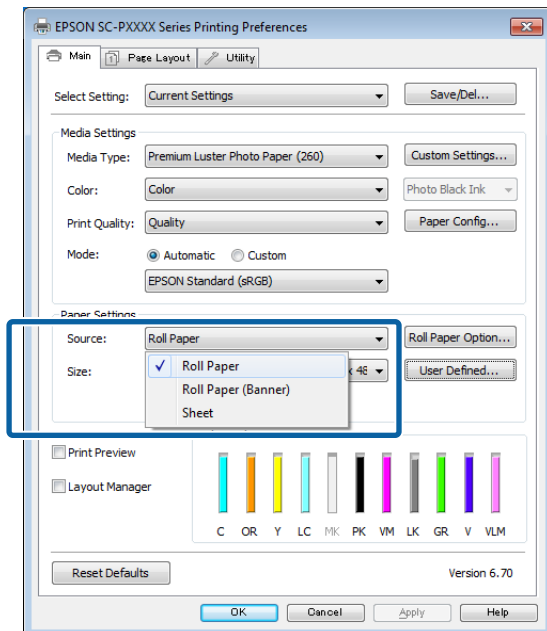 EPSON SC-PXXXX Series Printing Preferences
Main Page Layout Utility
Select Setting: Current Settings Save/Del...
Media Settings
Media Type: Premium Luster Photo Paper (260) Custom Settings...
Color: Color Photo Black Ink
Print Quality: Quality Paper Config...
Mode: Automatic Custom
EPSON Standard (sRGB)
Paper Settings
Source: Roll Paper Roll Paper Option...
Size: x 48 User Defined...
✓ Roll Paper
Roll Paper (Banner)
Sheet
Print Preview
Layout Manager
C OR Y LC MK PK VM LK GR V VLM
Reset Defaults Version 6.70
OK Cancel Apply Help